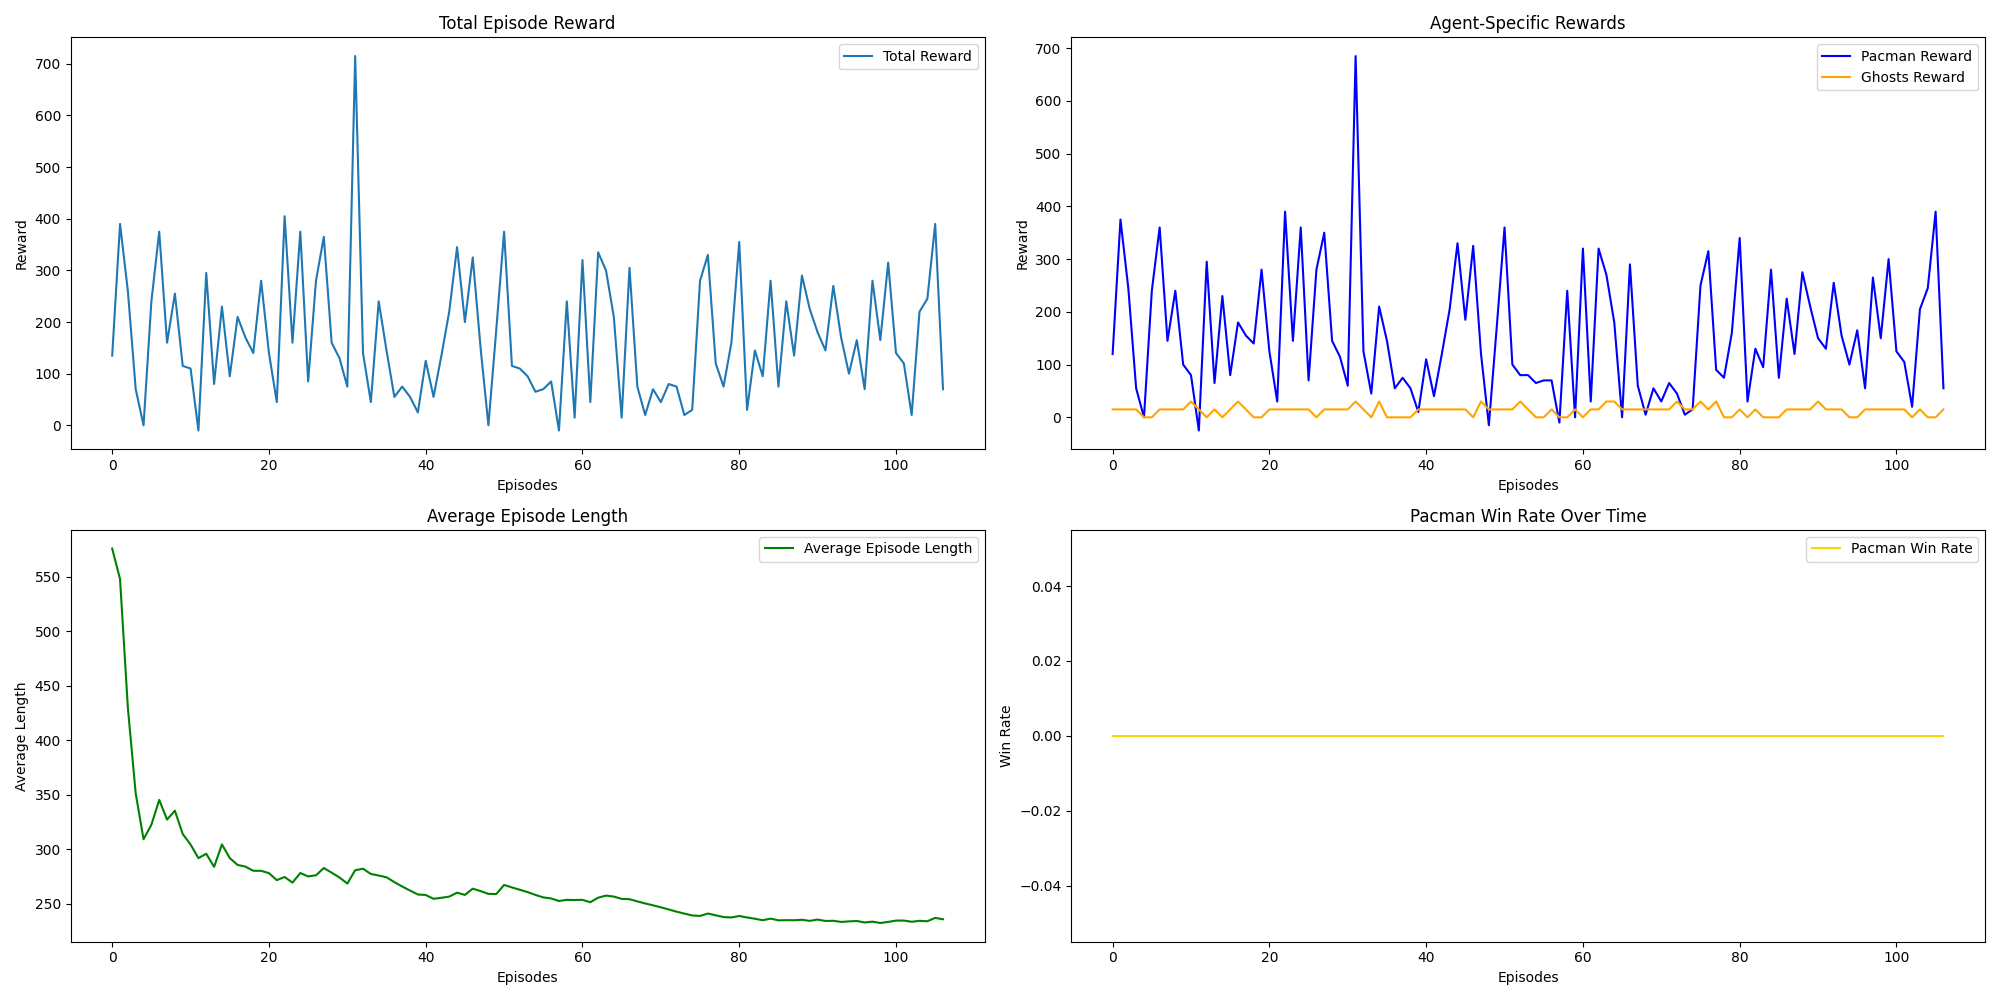 Total Episode Reward
Total Reward
700
600
500
400
300
200
100
0
Reward
0 20 40 60 80 100
Episodes
Agent-Specific Rewards
Pacman Reward
Ghosts Reward
700
600
500
400
300
200
100
0
Reward
0 20 40 60 80 100
Episodes
Average Episode Length
Average Episode Length
550
500
450
400
350
300
250
Average Length
0 20 40 60 80 100
Episodes
Pacman Win Rate Over Time
Pacman Win Rate
0.04
0.02
0.00
−0.02
−0.04
Win Rate
0 20 40 60 80 100
Episodes